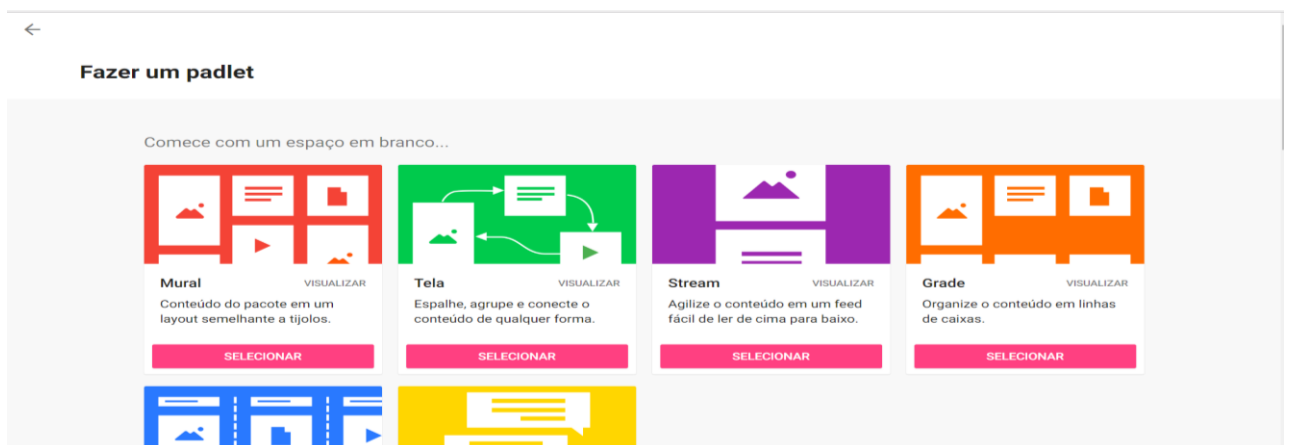 Fazer um padlet
Comece com um espaço em branco...
Mural VISUALIZAR
Conteúdo do pacote em um
layout semelhante a tijolos.
SELECIONAR
Tela VISUALIZAR
Espalhe, agrupe e conecte o
conteúdo de qualquer forma.
SELECIONAR
Stream VISUALIZAR
Agilize o conteúdo em um feed
fácil de ler de cima para baixo.
SELECIONAR
Grade VISUALIZAR
Organize o conteúdo em linhas
de caixas.
SELECIONAR